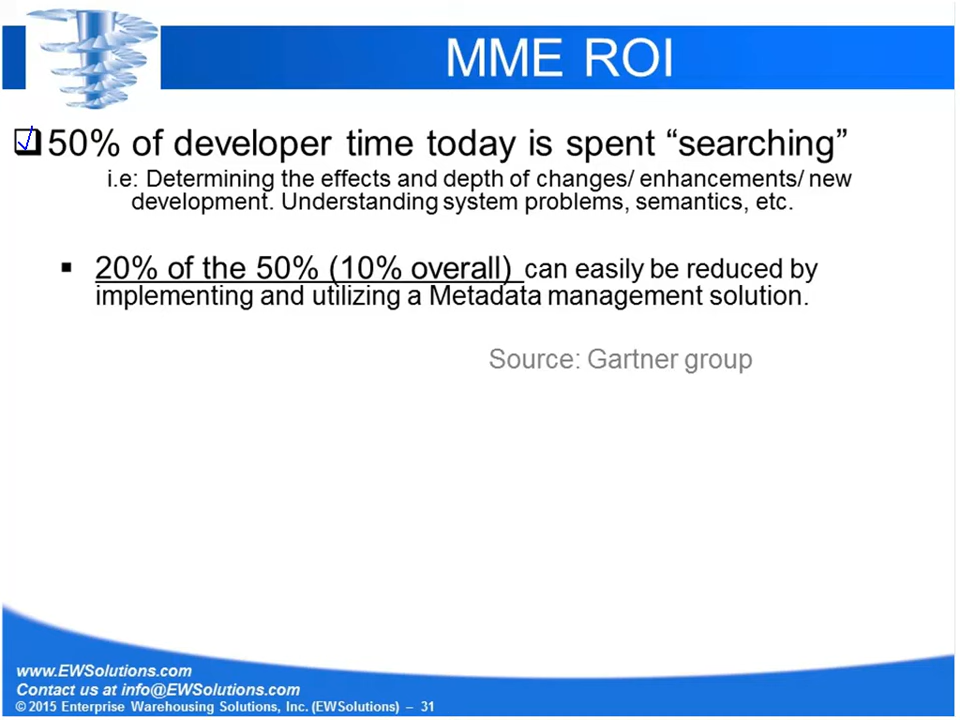 MME ROI
50% of developer time today is spent “searching”
i.e: Determining the effects and depth of changes/ enhancements/ new
development. Understanding system problems, semantics, etc.
▪ 20% of the 50% (10% overall) can easily be reduced by
implementing and utilizing a Metadata management solution.
Source: Gartner group
www.EWSolutions.com
Contact us at info@EWSolutions.com
© 2015 Enterprise Warehousing Solutions, Inc. (EWSolutions) – 31